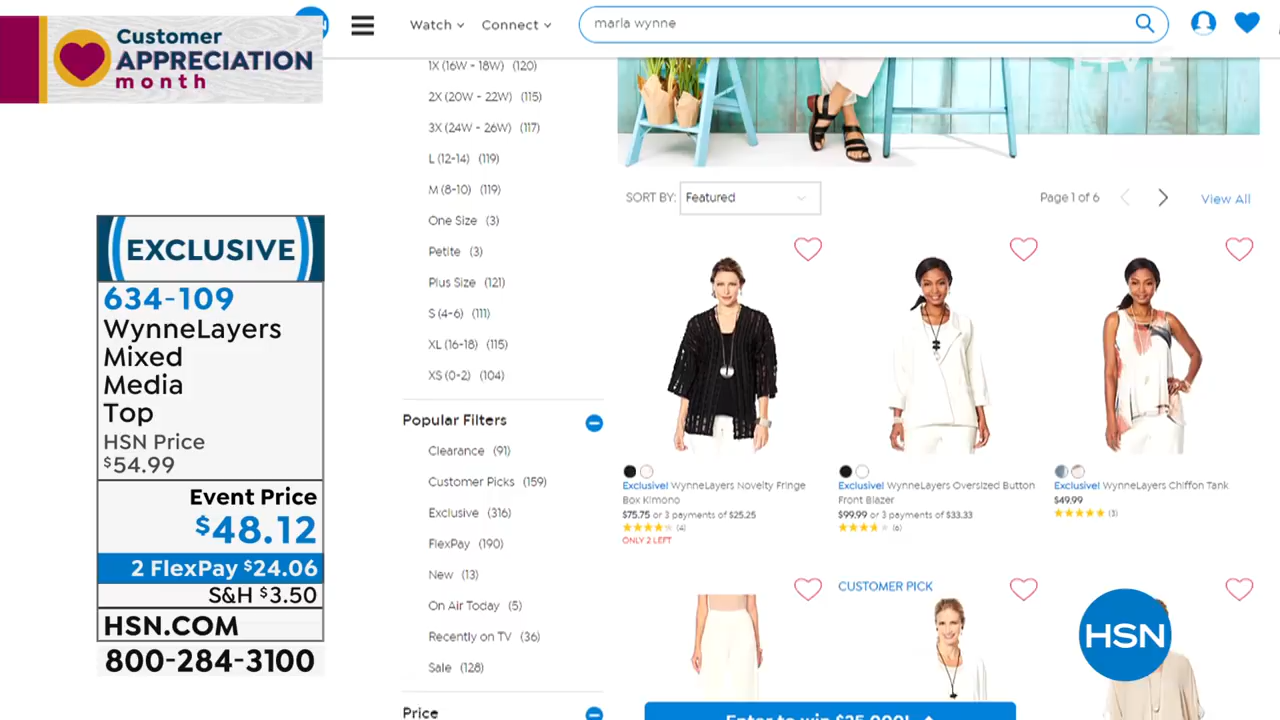 Customer
APPRECIATION
month
Watch
Connect
marla wynne
EXCLUSIVE
634-109
WynneLayers
Mixed
Media
Top
HSN Price
$54.99
Event Price
$48.12
2 FlexPay $24.06
S&H $3.50
HSN.COM
800-284-3100
1X (16W - 18W) (120)
2X (20W - 22W) (115)
3X (24W - 26W) (117)
L (12-14) (119)
M (8-10) (119)
One Size (3)
Petite (3)
Plus Size (121)
S (4-6) (111)
XL (16-18) (115)
XS (0-2) (104)
Popular Filters
Clearance (91)
Customer Picks (159)
Exclusive (316)
FlexPay (190)
New (13)
On Air Today (5)
Recently on TV (36)
Sale (128)
Price
LIVE
SORT BY: Featured
Page 1 of 6
View All
Exclusive! WynneLayers Novelty Fringe
Box Kimono
$75.75 or 3 payments of $25.25
(4)
ONLY 2 LEFT
Exclusive! WynneLayers Oversized Button
Front Blazer
$99.99 or 3 payments of $33.33
(6)
Exclusive! WynneLayers Chiffon Tank
$49.99
(3)
CUSTOMER PICK
HSN
Enter to win $25,000!